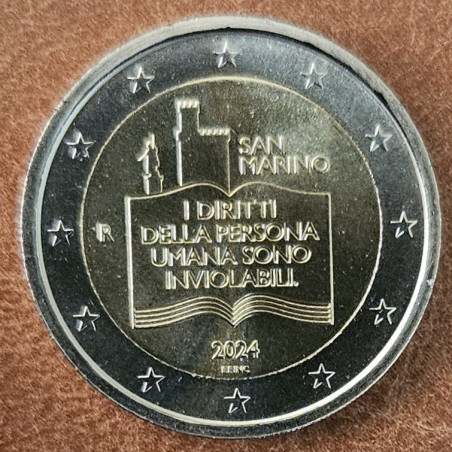 SAN
MARINO
R
I DIRITTI
DELLA PERSONA
UMANA SONO
INVIOLABILI.
2024